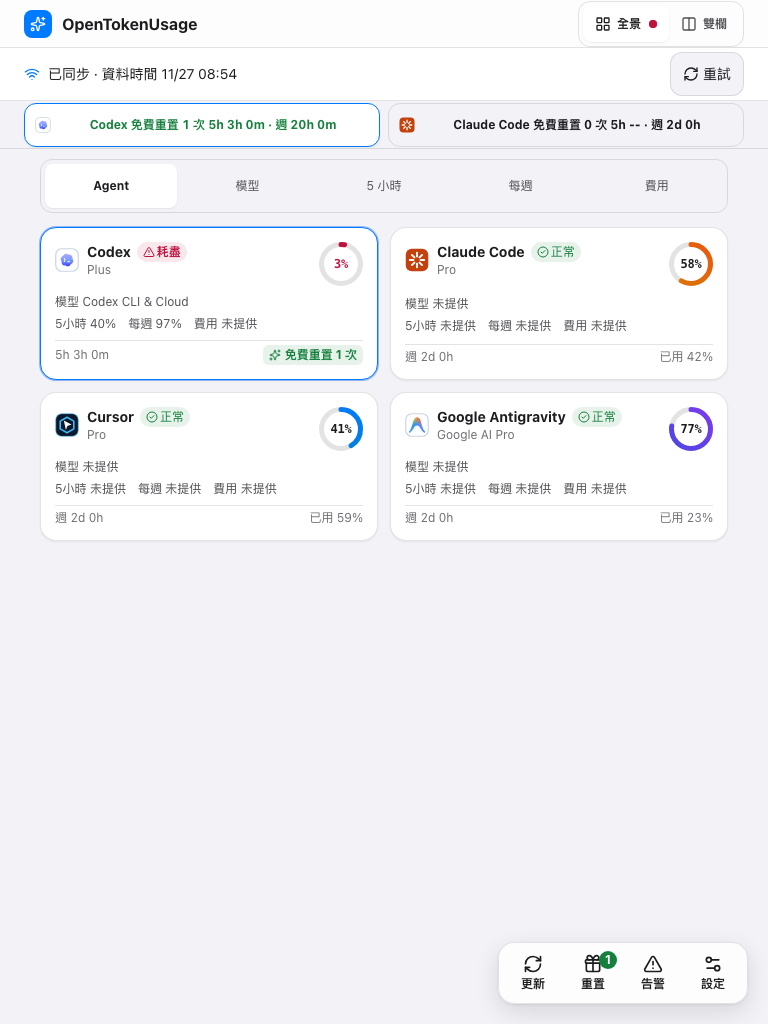 OpenTokenUsage
全景
雙欄
已同步 · 資料時間 11/27 08:54
重試
Codex 免費重置 1 次 5h 3h 0m · 週 20h 0m
Claude Code 免費重置 0 次 5h -- · 週 2d 0h
Agent
模型
5 小時
每週
費用
Codex
耗盡
Plus
3%
模型 Codex CLI & Cloud
5小時 40% 每週 97% 費用 未提供
5h 3h 0m
免費重置 1 次
Claude Code
正常
Pro
58%
模型 未提供
5小時 未提供 每週 未提供 費用 未提供
週 2d 0h
已用 42%
Cursor
正常
Pro
41%
模型 未提供
5小時 未提供 每週 未提供 費用 未提供
週 2d 0h
已用 59%
Google Antigravity
正常
Google AI Pro
77%
模型 未提供
5小時 未提供 每週 未提供 費用 未提供
週 2d 0h
已用 23%
更新
1
重置
告警
設定